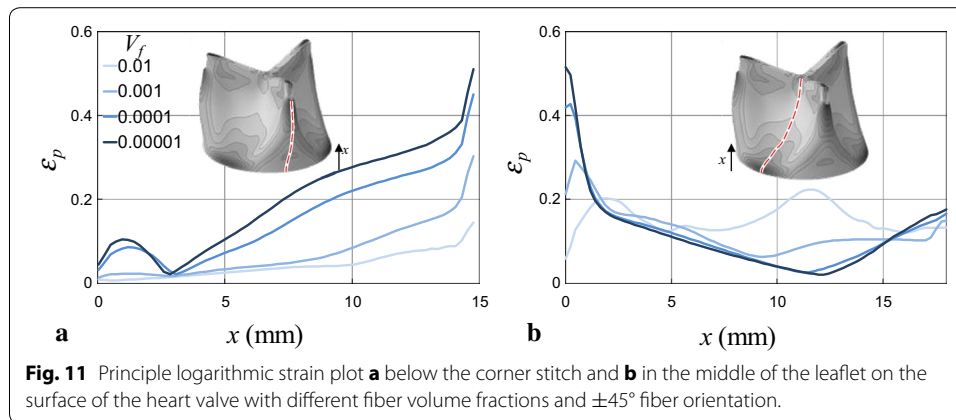 0.6
0.4
0.2
0
εp
Vf
0.01
0.001
0.0001
0.00001
x
0 5 10 15
a
x (mm)
0.6
0.4
0.2
0
εp
x
0 5 10 15
b
x (mm)
Fig. 11 Principle logarithmic strain plot a below the corner stitch and b in the middle of the leaflet on the
surface of the heart valve with different fiber volume fractions and ±45° fiber orientation.